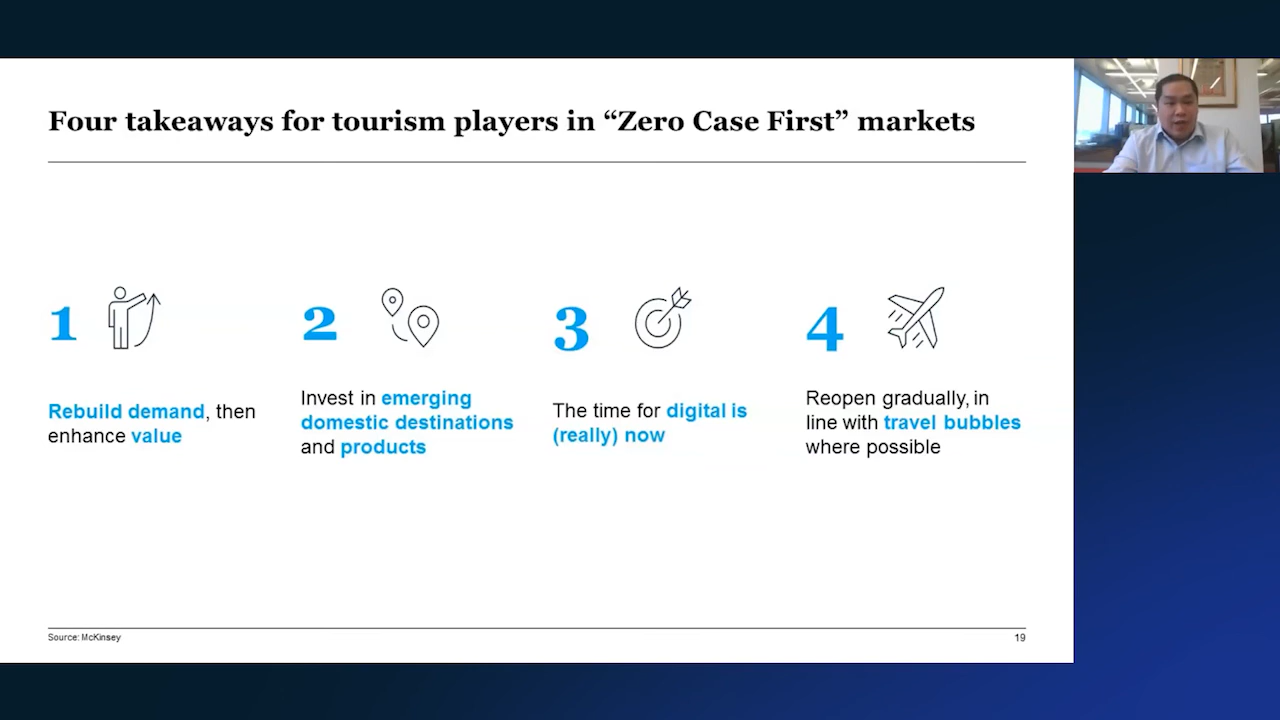 Four takeaways for tourism players in “Zero Case First” markets
1
Rebuild demand, then
enhance value
2
Invest in emerging
domestic destinations
and products
3
The time for digital is
(really) now
4
Reopen gradually, in
line with travel bubbles
where possible
Source: McKinsey
19